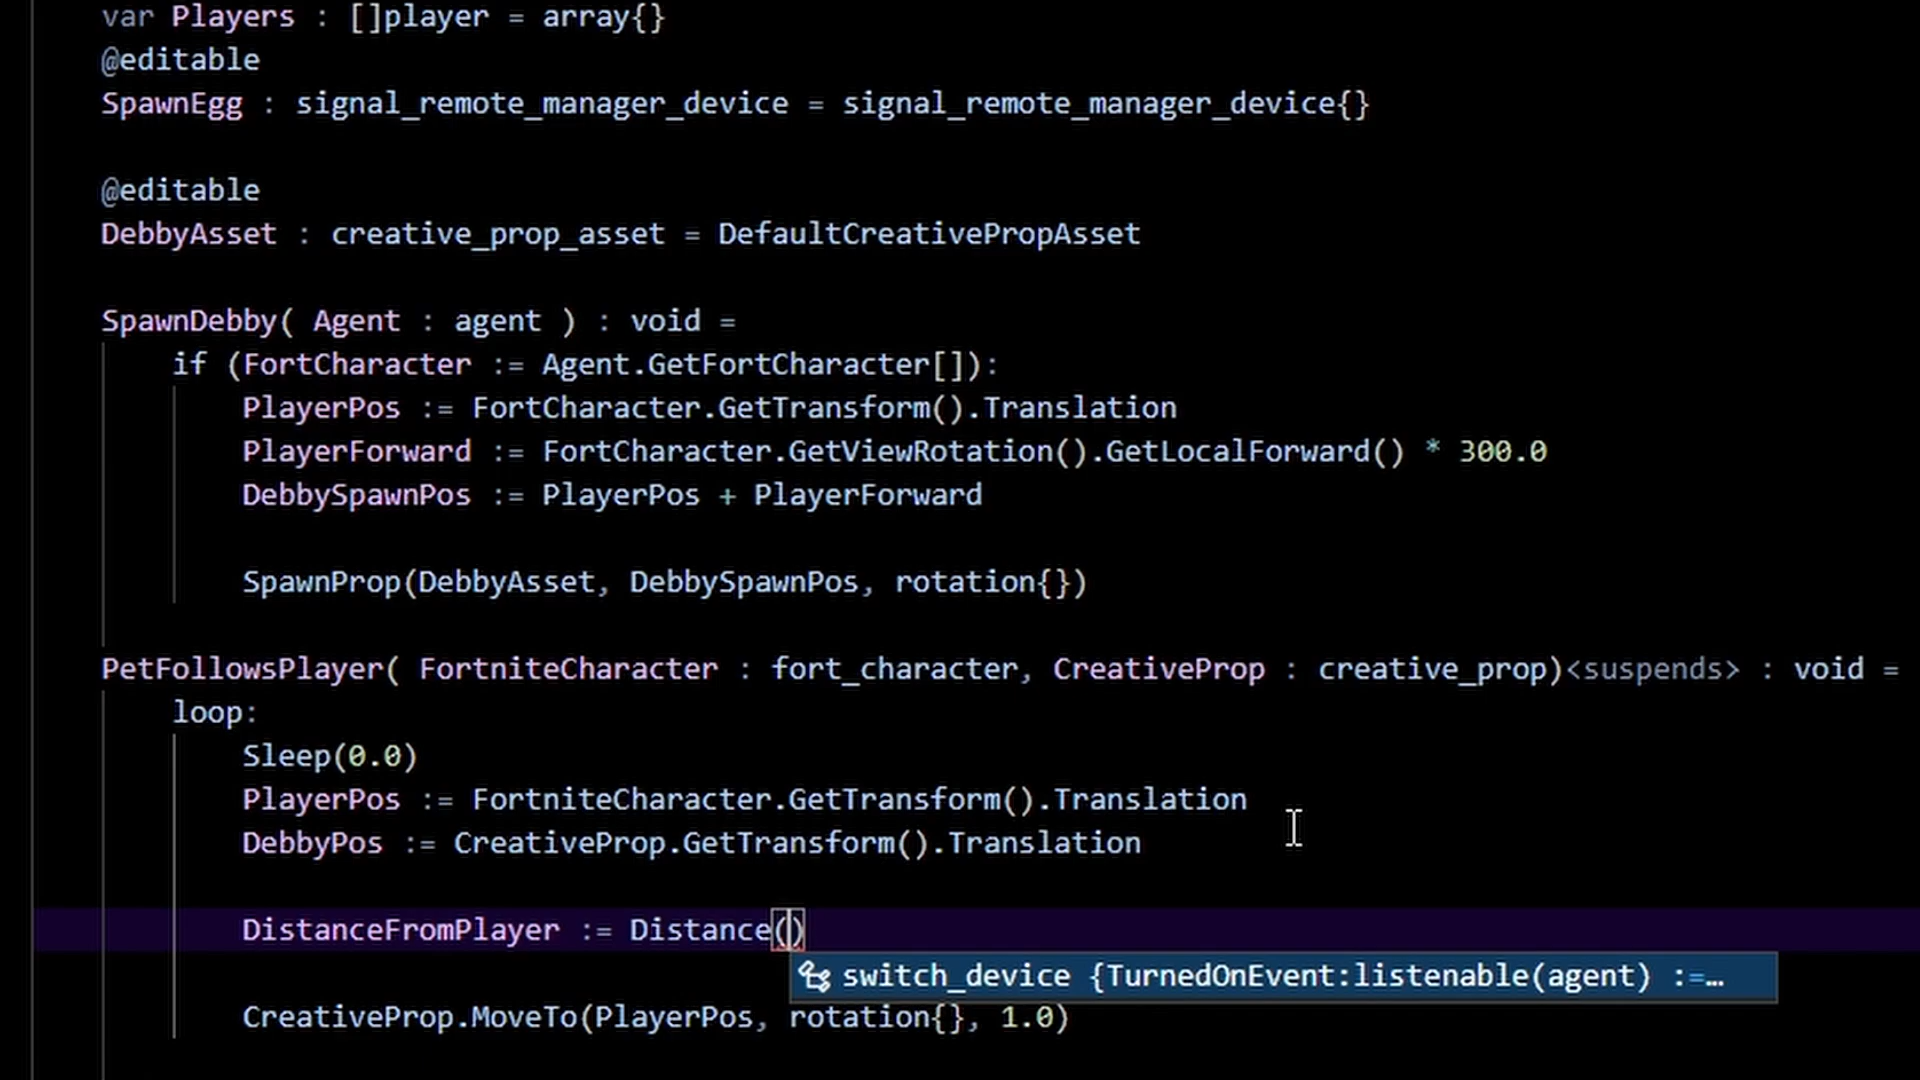 var Players : []player = array{}
@editable
SpawnEgg : signal_remote_manager_device = signal_remote_manager_device{}
@editable
DebbyAsset : creative_prop_asset = DefaultCreativePropAsset
SpawnDebby( Agent : agent ) : void =
if (FortCharacter := Agent.GetFortCharacter[]):
PlayerPos := FortCharacter.GetTransform().Translation
PlayerForward := FortCharacter.GetViewRotation().GetLocalForward() * 300.0
DebbySpawnPos := PlayerPos + PlayerForward
SpawnProp(DebbyAsset, DebbySpawnPos, rotation{})
PetFollowsPlayer( FortniteCharacter : fort_character, CreativeProp : creative_prop)<suspends> : void =
loop:
Sleep(0.0)
PlayerPos := FortniteCharacter.GetTransform().Translation
DebbyPos := CreativeProp.GetTransform().Translation
DistanceFromPlayer := Distance()
switch_device {TurnedOnEvent:listenable(agent) :=…
CreativeProp.MoveTo(PlayerPos, rotation{}, 1.0)